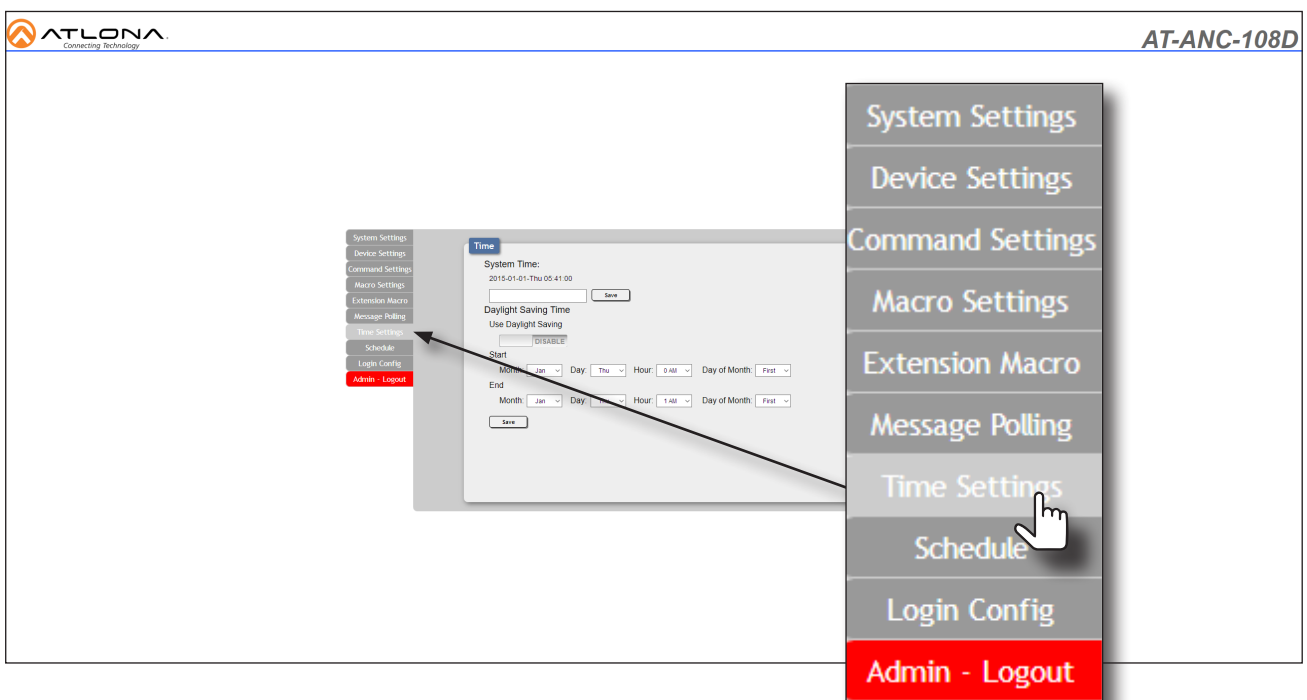 ATLONA.
Connecting Technology
AT-ANC-108D
System Settings
Device Settings
Command Settings
Macro Settings
Extension Macro
Message Polling
Time Settings
Schedule
Login Config
Admin - Logout
Time
System Time:
2015-01-01-Thu 05:41:00
Save
Daylight Saving Time
Use Daylight Saving
DISABLE
Start
Month: Jan Day: Thu Hour: 0 AM Day of Month: First
End
Month: Jan Day: Hour: 1 AM Day of Month: First
Save
System Settings
Device Settings
Command Settings
Macro Settings
Extension Macro
Message Polling
Time Settings
Schedule
Login Config
Admin - Logout